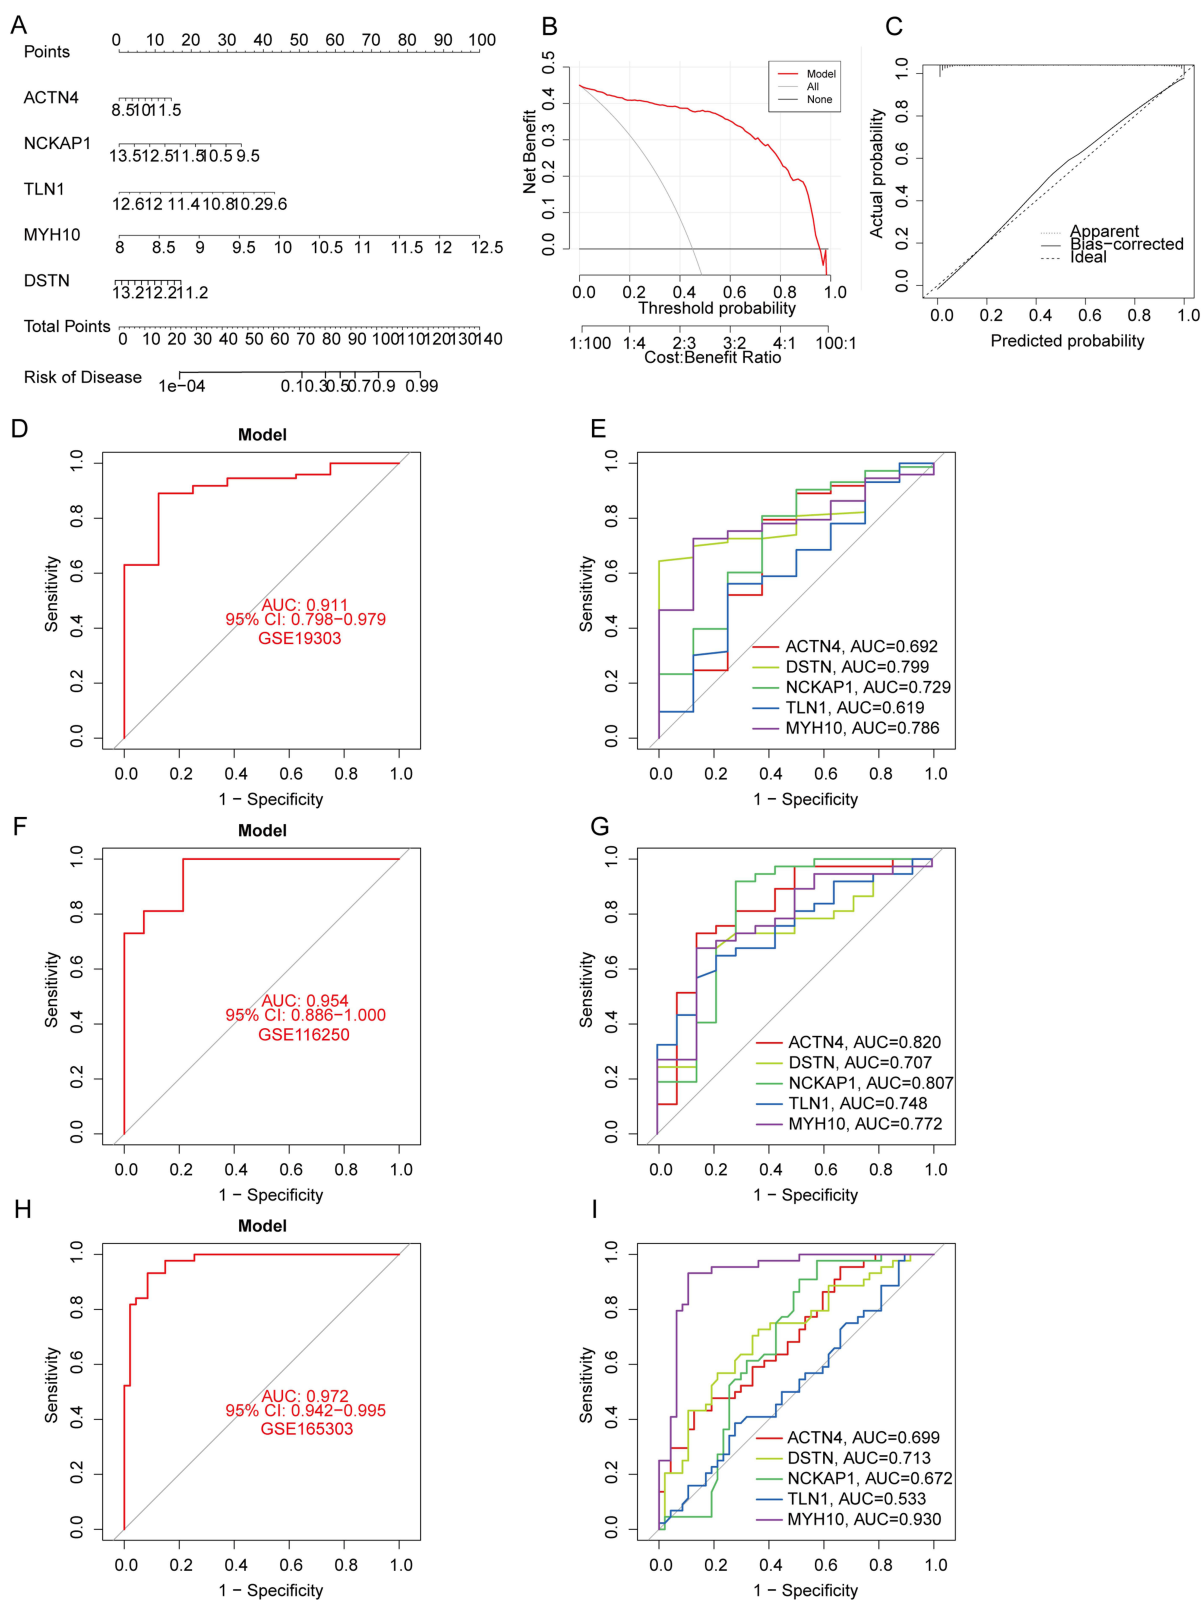 A
Points
0 10 20 30 40 50 60 70 80 90 100
ACTN4
8.5 10 11.5
NCKAP1
13.5 12.5 11.5 10.5 9.5
TLN1
12.6 12 11.4 10.8 10.2 9.6
MYH10
8 8.5 9 9.5 10 10.5 11 11.5 12 12.5
DSTN
13.2 12.2 11.2
Total Points
0 10 20 30 40 50 60 70 80 90 100 110 120 130 140
Risk of Disease
1e−04 0.1 0.3 0.5 0.7 0.9 0.99
B
Net Benefit
0.5
0.4
0.3
0.2
0.1
0.0
Model
All
None
0.0 0.2 0.4 0.6 0.8 1.0
Threshold probability
1:100 1:4 2:3 3:2 4:1 100:1
Cost:Benefit Ratio
C
Actual probability
1.0
0.8
0.6
0.4
0.2
0.0
Apparent
Bias−corrected
Ideal
0.0 0.2 0.4 0.6 0.8 1.0
Predicted probability
D
Model
Sensitivity
1.0
0.8
0.6
0.4
0.2
0.0
AUC: 0.911
95% CI: 0.798−0.979
GSE19303
0.0 0.2 0.4 0.6 0.8 1.0
1 − Specificity
E
Sensitivity
1.0
0.8
0.6
0.4
0.2
0.0
ACTN4, AUC=0.692
DSTN, AUC=0.799
NCKAP1, AUC=0.729
TLN1, AUC=0.619
MYH10, AUC=0.786
0.0 0.2 0.4 0.6 0.8 1.0
1 − Specificity
F
Model
Sensitivity
1.0
0.8
0.6
0.4
0.2
0.0
AUC: 0.954
95% CI: 0.886−1.000
GSE116250
0.0 0.2 0.4 0.6 0.8 1.0
1 − Specificity
G
Sensitivity
1.0
0.8
0.6
0.4
0.2
0.0
ACTN4, AUC=0.820
DSTN, AUC=0.707
NCKAP1, AUC=0.807
TLN1, AUC=0.748
MYH10, AUC=0.772
0.0 0.2 0.4 0.6 0.8 1.0
1 − Specificity
H
Model
Sensitivity
1.0
0.8
0.6
0.4
0.2
0.0
AUC: 0.972
95% CI: 0.942−0.995
GSE165303
0.0 0.2 0.4 0.6 0.8 1.0
1 − Specificity
I
Sensitivity
1.0
0.8
0.6
0.4
0.2
0.0
ACTN4, AUC=0.699
DSTN, AUC=0.713
NCKAP1, AUC=0.672
TLN1, AUC=0.533
MYH10, AUC=0.930
0.0 0.2 0.4 0.6 0.8 1.0
1 − Specificity